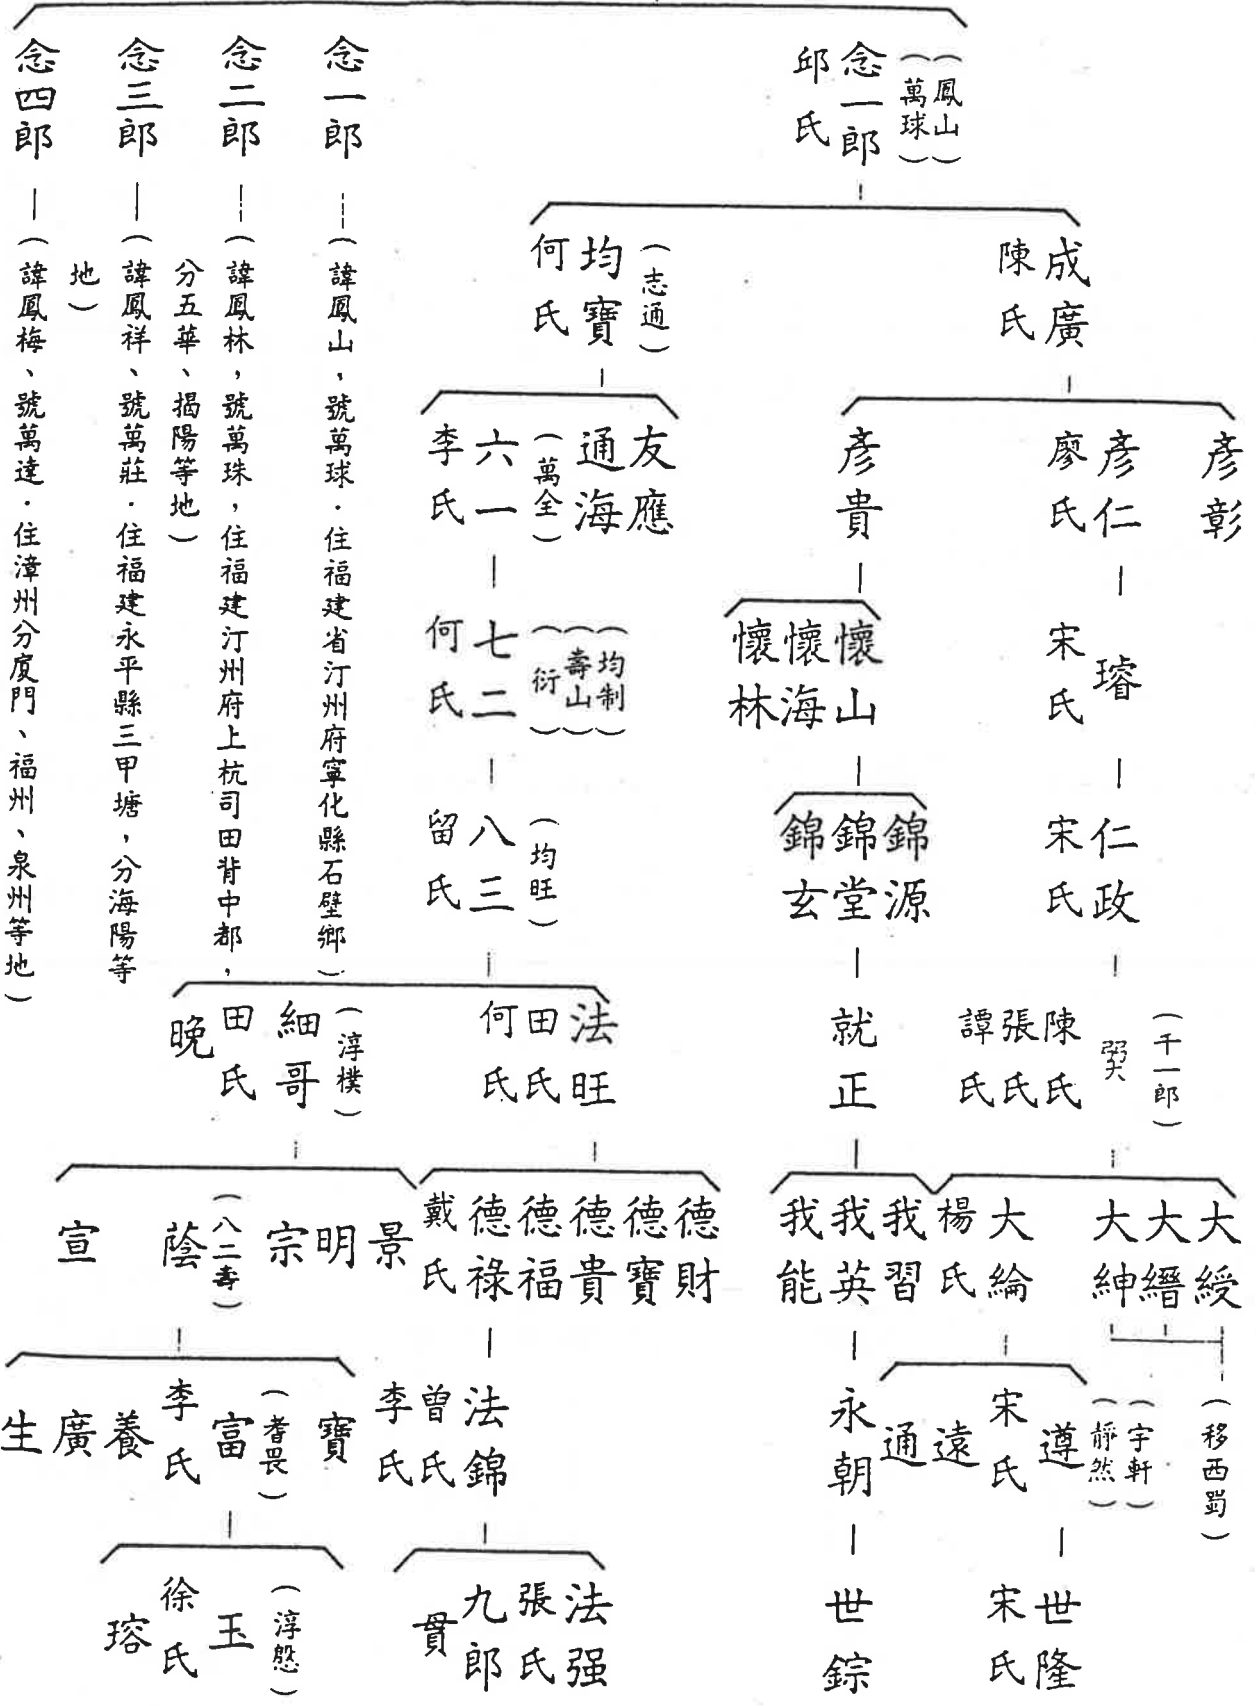 （鳳山）
（萬球）
念一郎
邱氏
念一郎
（諱鳳山，號萬球．住福建省汀州府寧化縣石壁鄉）
念二郎
（諱鳳林，號萬珠，住福建汀州府上杭司田背中都，
分五華、揭陽等地）
念三郎
（諱鳳祥、號萬莊．住福建永平縣三甲塘，分海陽等
地）
念四郎
（諱鳳梅、號萬達．住漳州分廈門、福州、泉州等地）
成廣
陳氏
（志通）
均寶
何氏
彥彰
彥仁
廖氏
彥貴
友應
通海
（萬全）
六一
李氏
璿
宋氏
懷山
懷海
懷林
（均制）
（壽山）
（衍）
七二
何氏
仁政
宋氏
錦源
錦堂
錦玄
（均旺）
八三
留氏
（千一郎）
陳氏
張氏
譚氏
就正
法旺
田氏
何氏
（淳樸）
細哥
田氏
晚
大綬
大縉
大紳
大綸
楊氏
我習
我英
我能
德財
德寶
德貴
德福
德祿
戴氏
景
明
宗
（八二壽）
蔭
宣
（移西蜀）
（宇軒）
（靜然）
遵
宋氏
遠
通
永朝
法錦
曾氏
李氏
寶
（耆畏）
富
李氏
養
廣
生
世隆
宋氏
世錝
法强
張氏
九郎
貫
（淳慇）
玉
徐氏
瑢